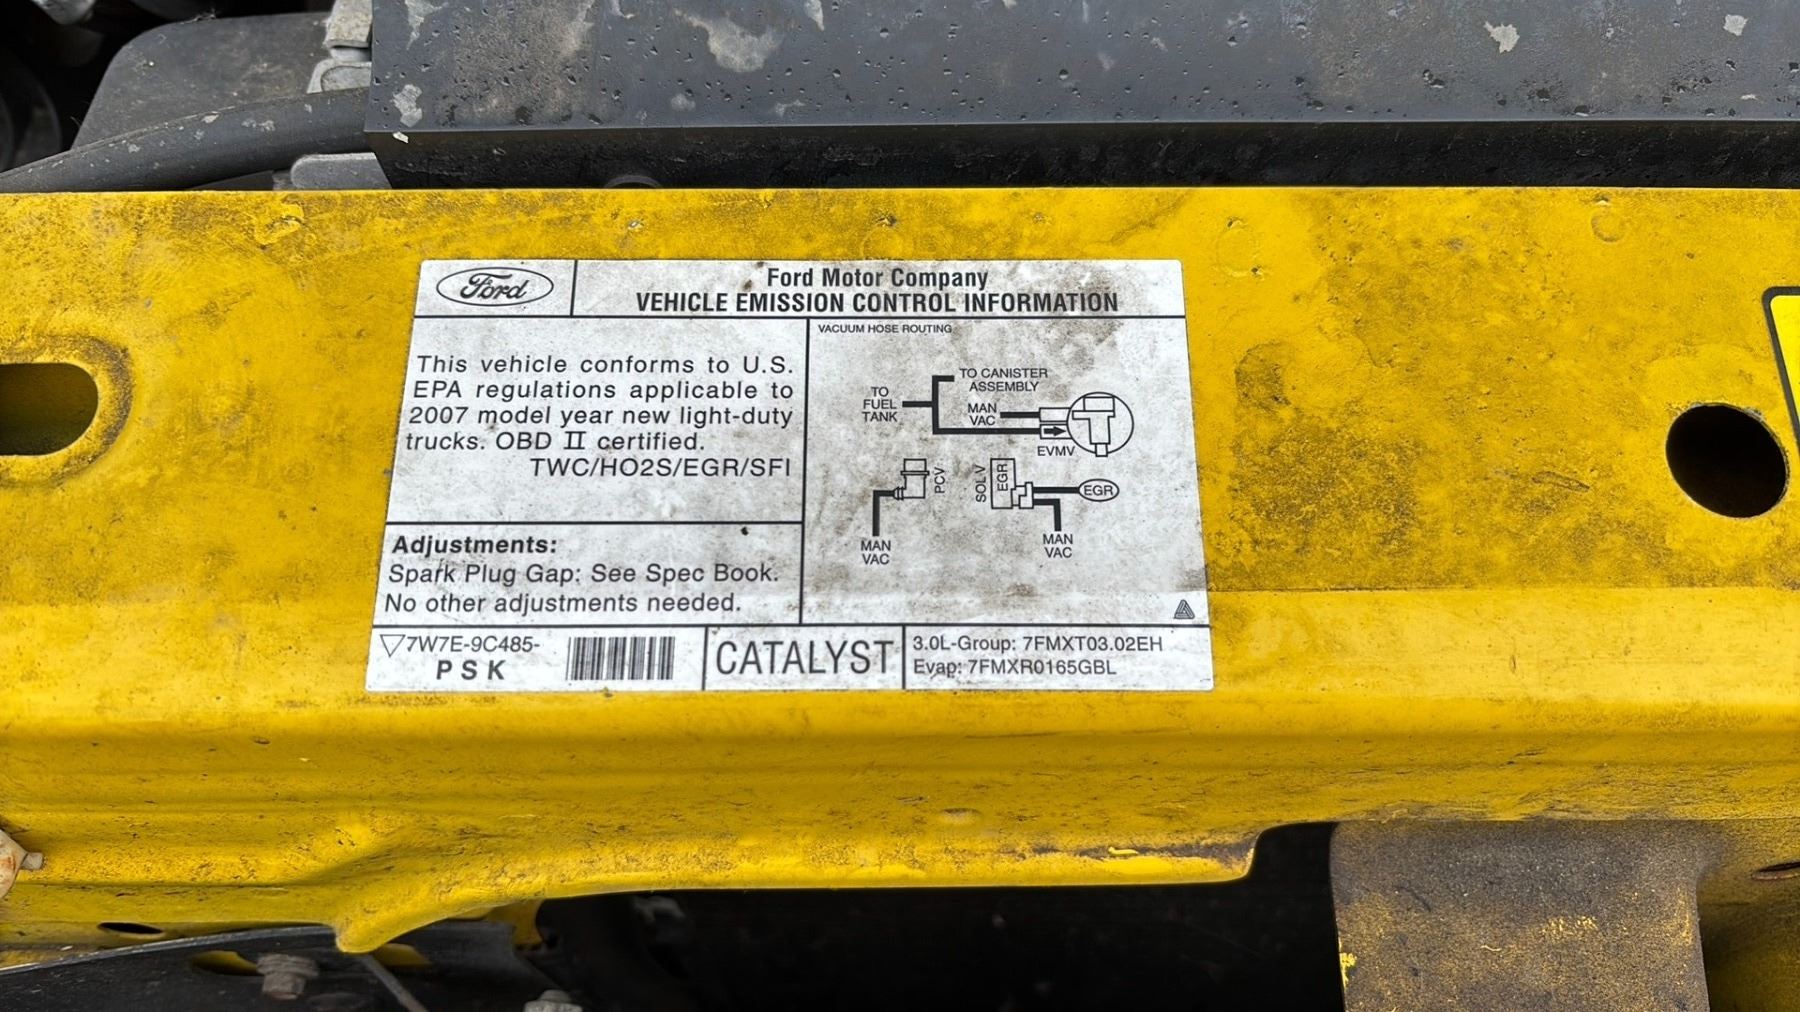 Ford
Ford Motor Company
VEHICLE EMISSION CONTROL INFORMATION
This vehicle conforms to U.S.
EPA regulations applicable to
2007 model year new light-duty
trucks. OBD II certified.
TWC/HO2S/EGR/SFI
Adjustments:
Spark Plug Gap: See Spec Book.
No other adjustments needed.
VACUUM HOSE ROUTING
TO CANISTER
ASSEMBLY
TO
FUEL
TANK
MAN
VAC
EVMV
PCV
SOLV
EGR
EGR
MAN
VAC
MAN
VAC
7W7E-9C485-
P S K
CATALYST
3.0L-Group: 7FMXT03.02EH
Evap: 7FMXR0165GBL